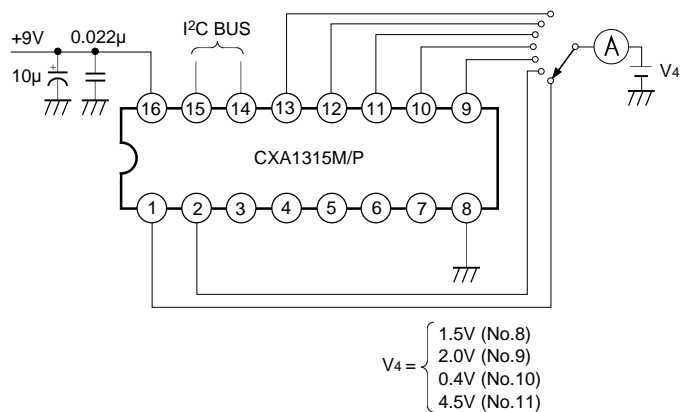 I²C BUS
+9V 0.022μ
10μ
A
V4
16 15 14 13 12 11 10 9
CXA1315M/P
1 2 3 4 5 6 7 8
V4 =
1.5V (No.8)
2.0V (No.9)
0.4V (No.10)
4.5V (No.11)